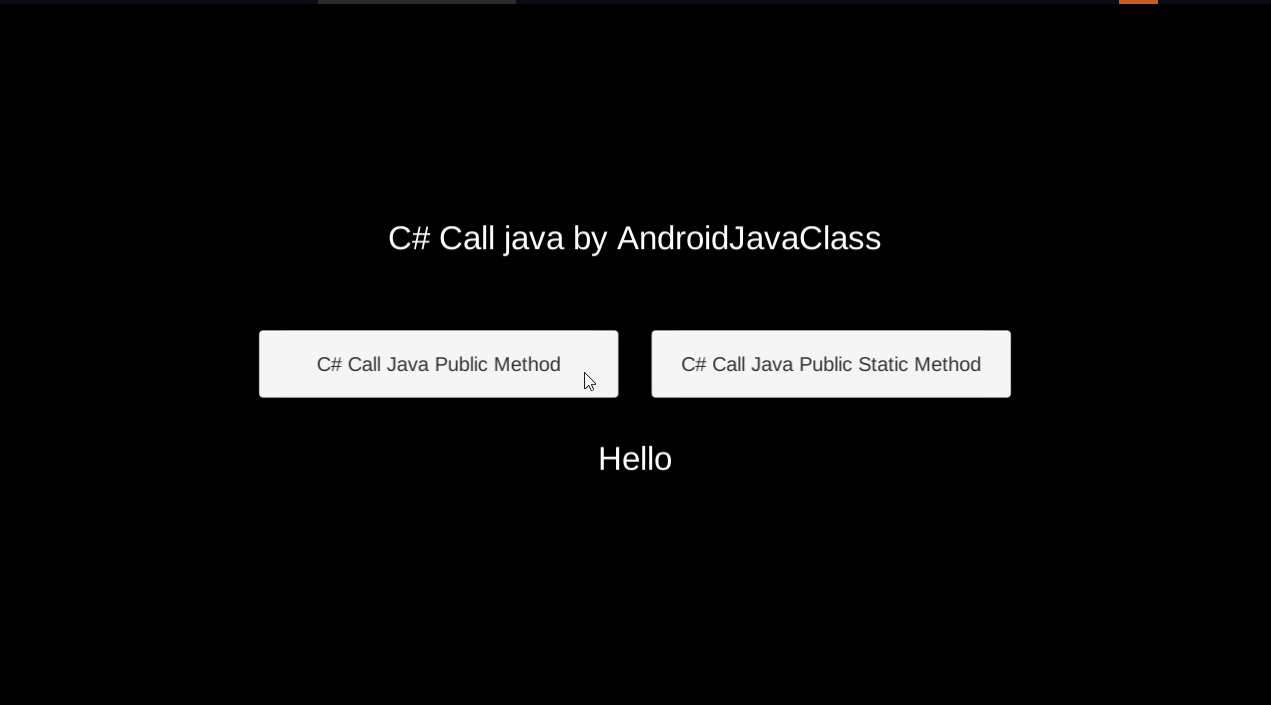 C# Call java by AndroidJavaClass
C# Call Java Public Method
C# Call Java Public Static Method
Hello